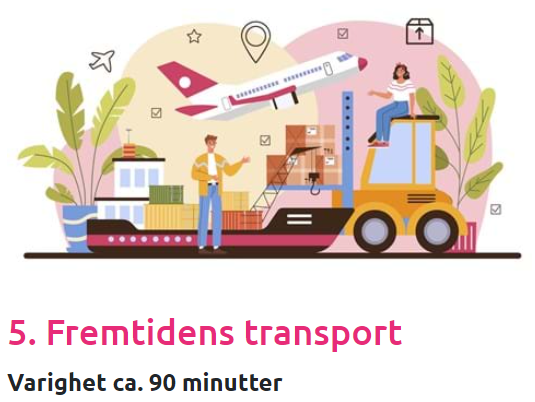 5. Fremtidens transport
Varighet ca. 90 minutter